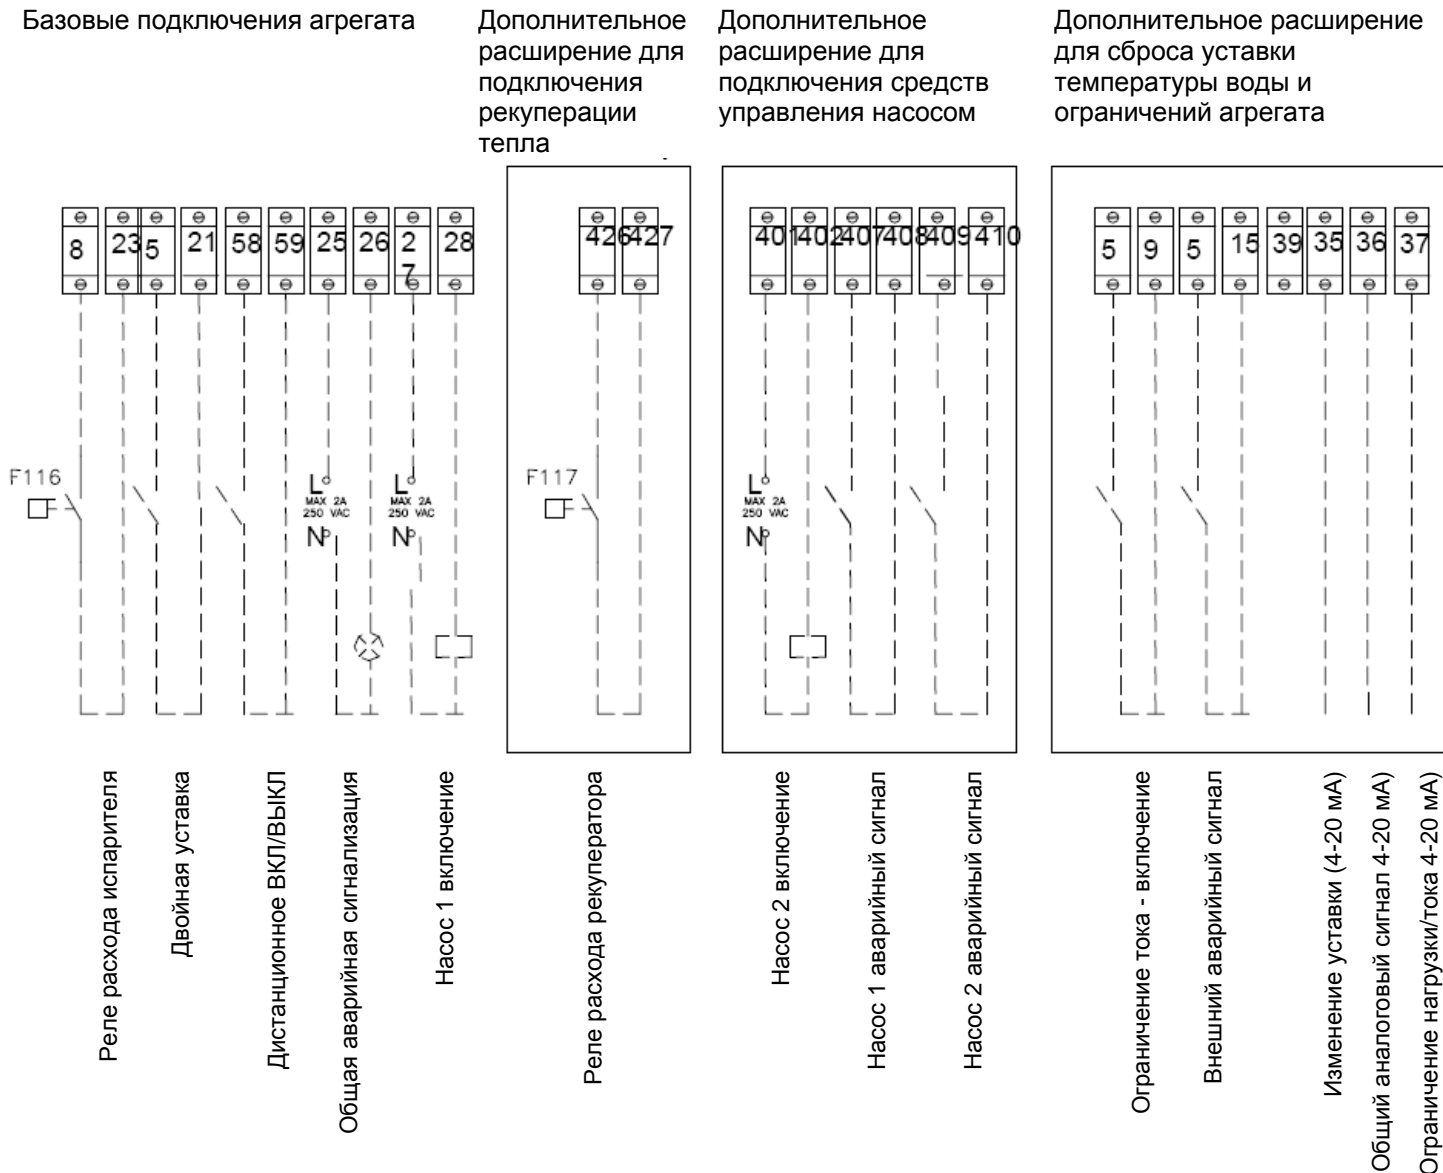 Базовые подключения агрегата
Дополнительное
расширение для
подключения
рекуперации
тепла
Дополнительное
расширение для
подключения средств
управления насосом
Дополнительное расширение
для сброса уставки
температуры воды и
ограничений агрегата
8 23 5 21 58 59 25 26 27 28
426 427
401 402 407 408 409 410
5 9 5 15 39 35 36 37
F116
L
MAX 2A
250 VAC
N
L
MAX 2A
250 VAC
N
F117
L
MAX 2A
250 VAC
N
Реле расхода испарителя
Двойная уставка
Дистанционное ВКЛ/ВЫКЛ
Общая аварийная сигнализация
Насос 1 включение
Реле расхода рекуператора
Насос 2 включение
Насос 1 аварийный сигнал
Насос 2 аварийный сигнал
Ограничение тока - включение
Внешний аварийный сигнал
Изменение уставки (4-20 мА)
Общий аналоговый сигнал 4-20 мА)
Ограничение нагрузки/тока 4-20 мА)